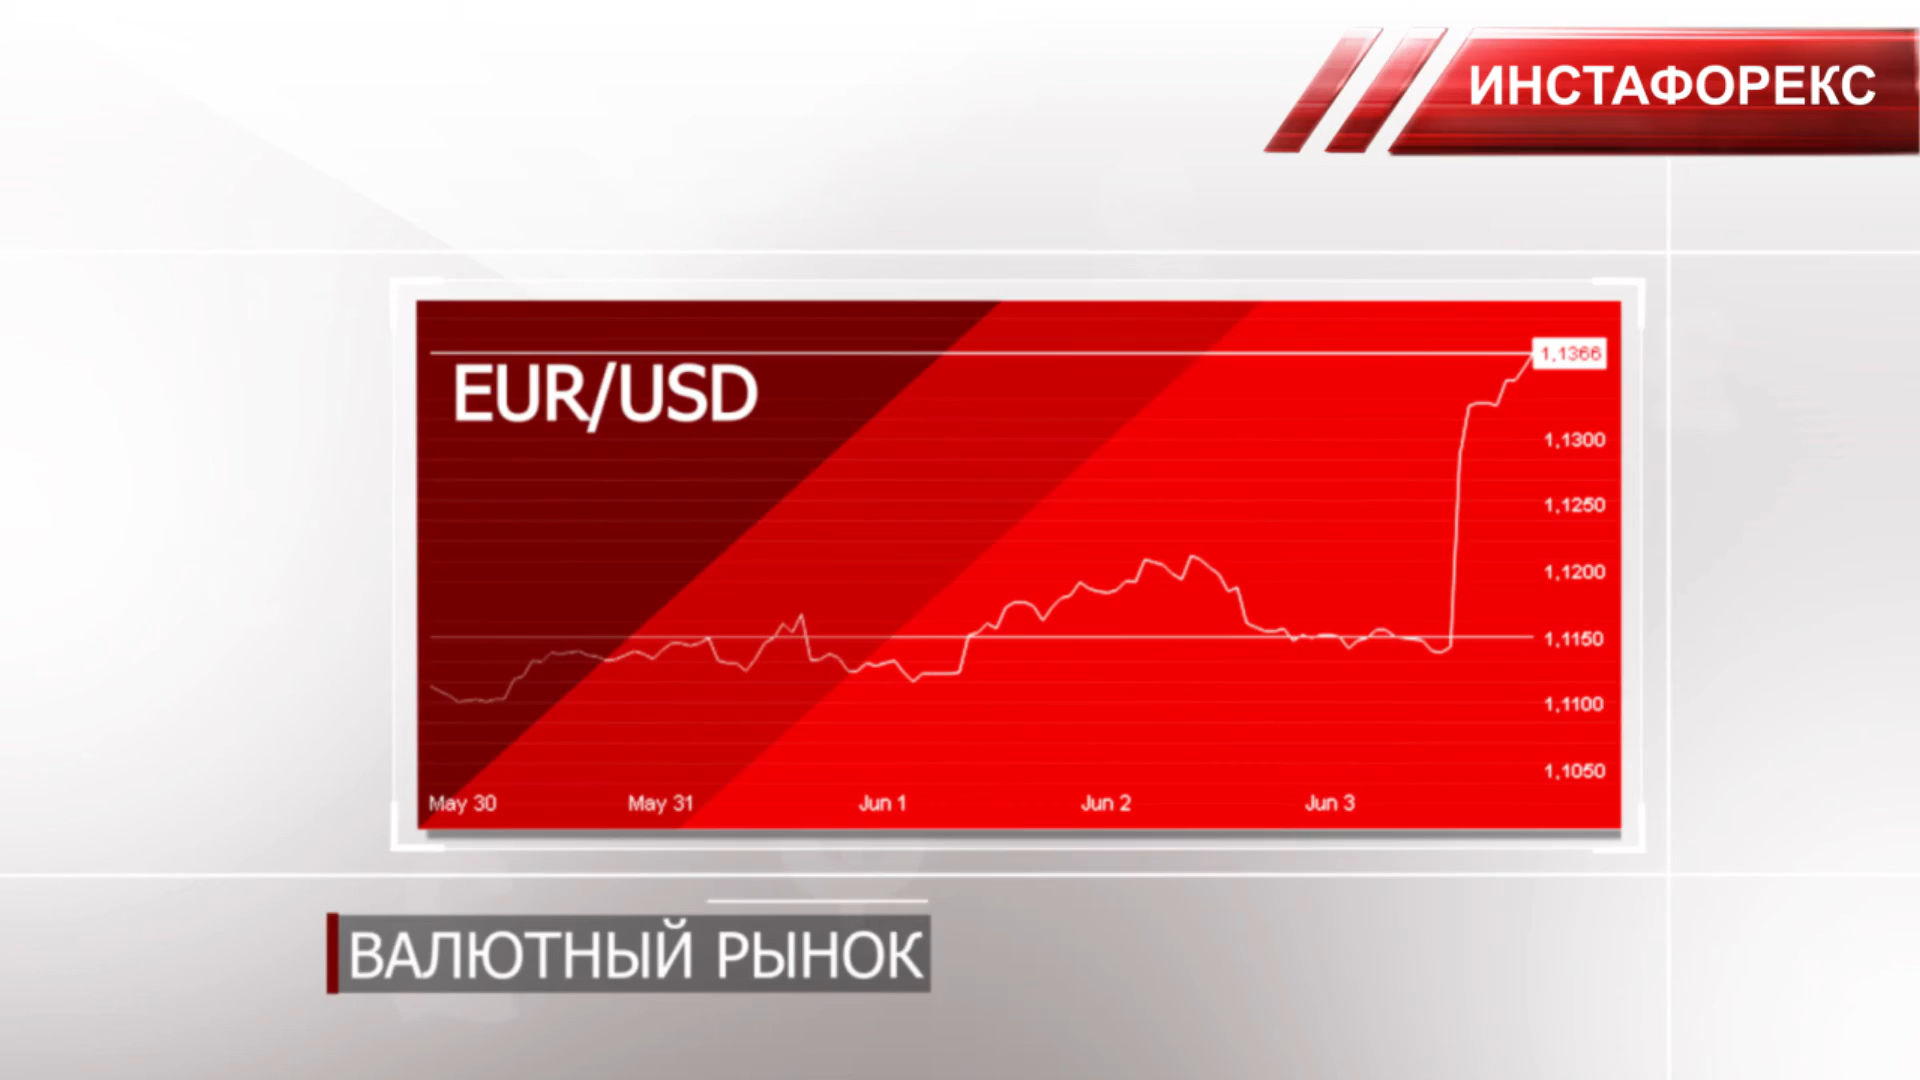 ИНСТАФОРЕКС
EUR/USD
1,1366
1,1300
1,1250
1,1200
1,1150
1,1100
1,1050
May 30 May 31 Jun 1 Jun 2 Jun 3
ВАЛЮТНЫЙ РЫНОК